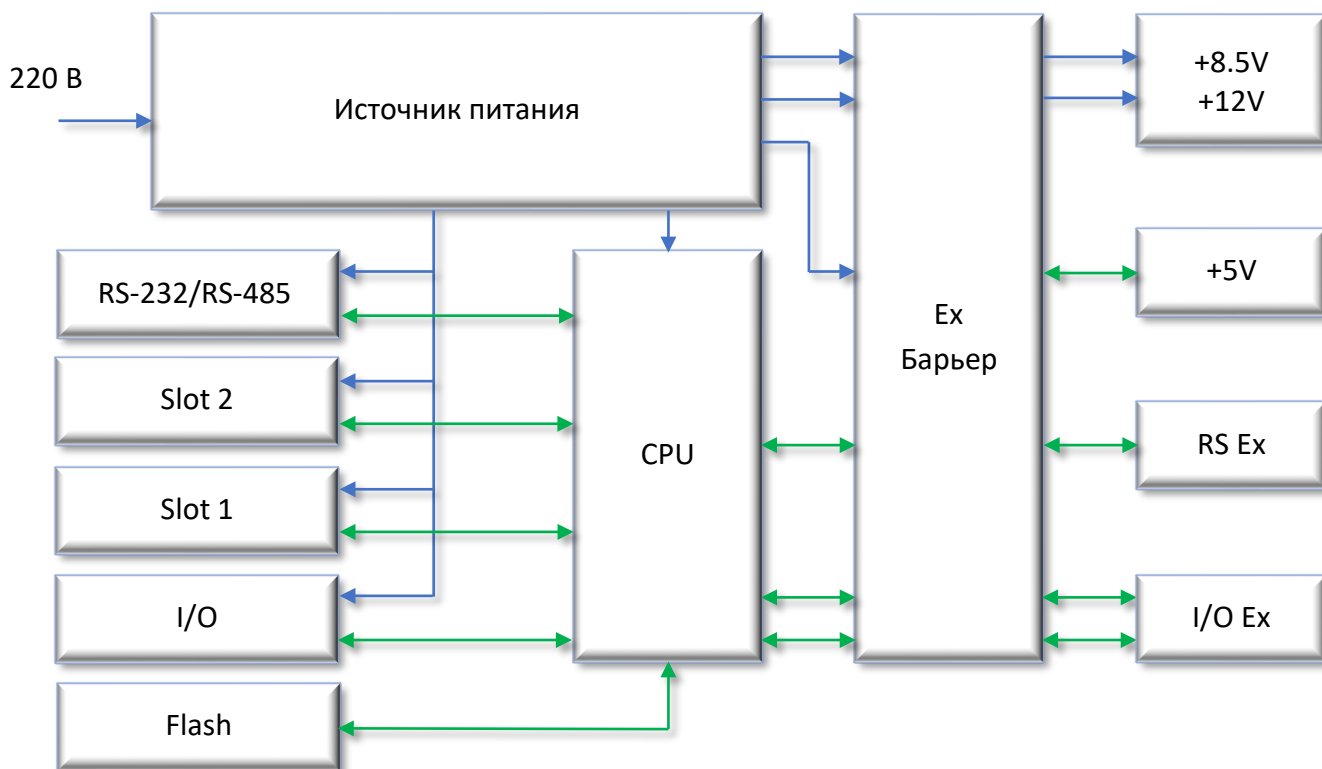 220 В
Источник питания
+8.5V
+12V
RS-232/RS-485
+5V
Ex
Барьер
Slot 2
CPU
RS Ex
Slot 1
I/O
I/O Ex
Flash